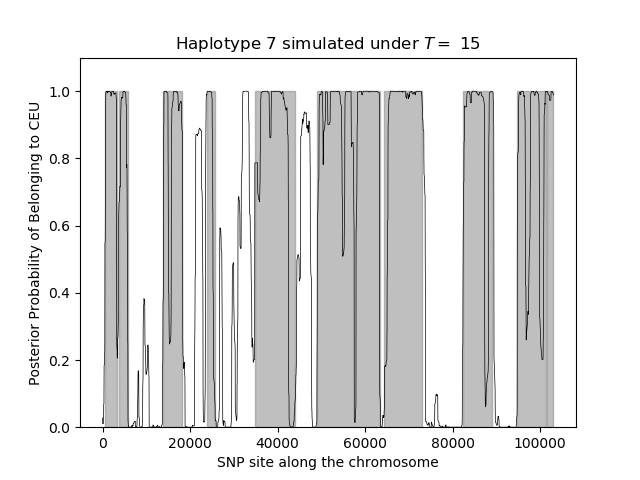 Haplotype 7 simulated under T = 15
Posterior Probability of Belonging to CEU
1.0
0.8
0.6
0.4
0.2
0.0
0 20000 40000 60000 80000 100000
SNP site along the chromosome